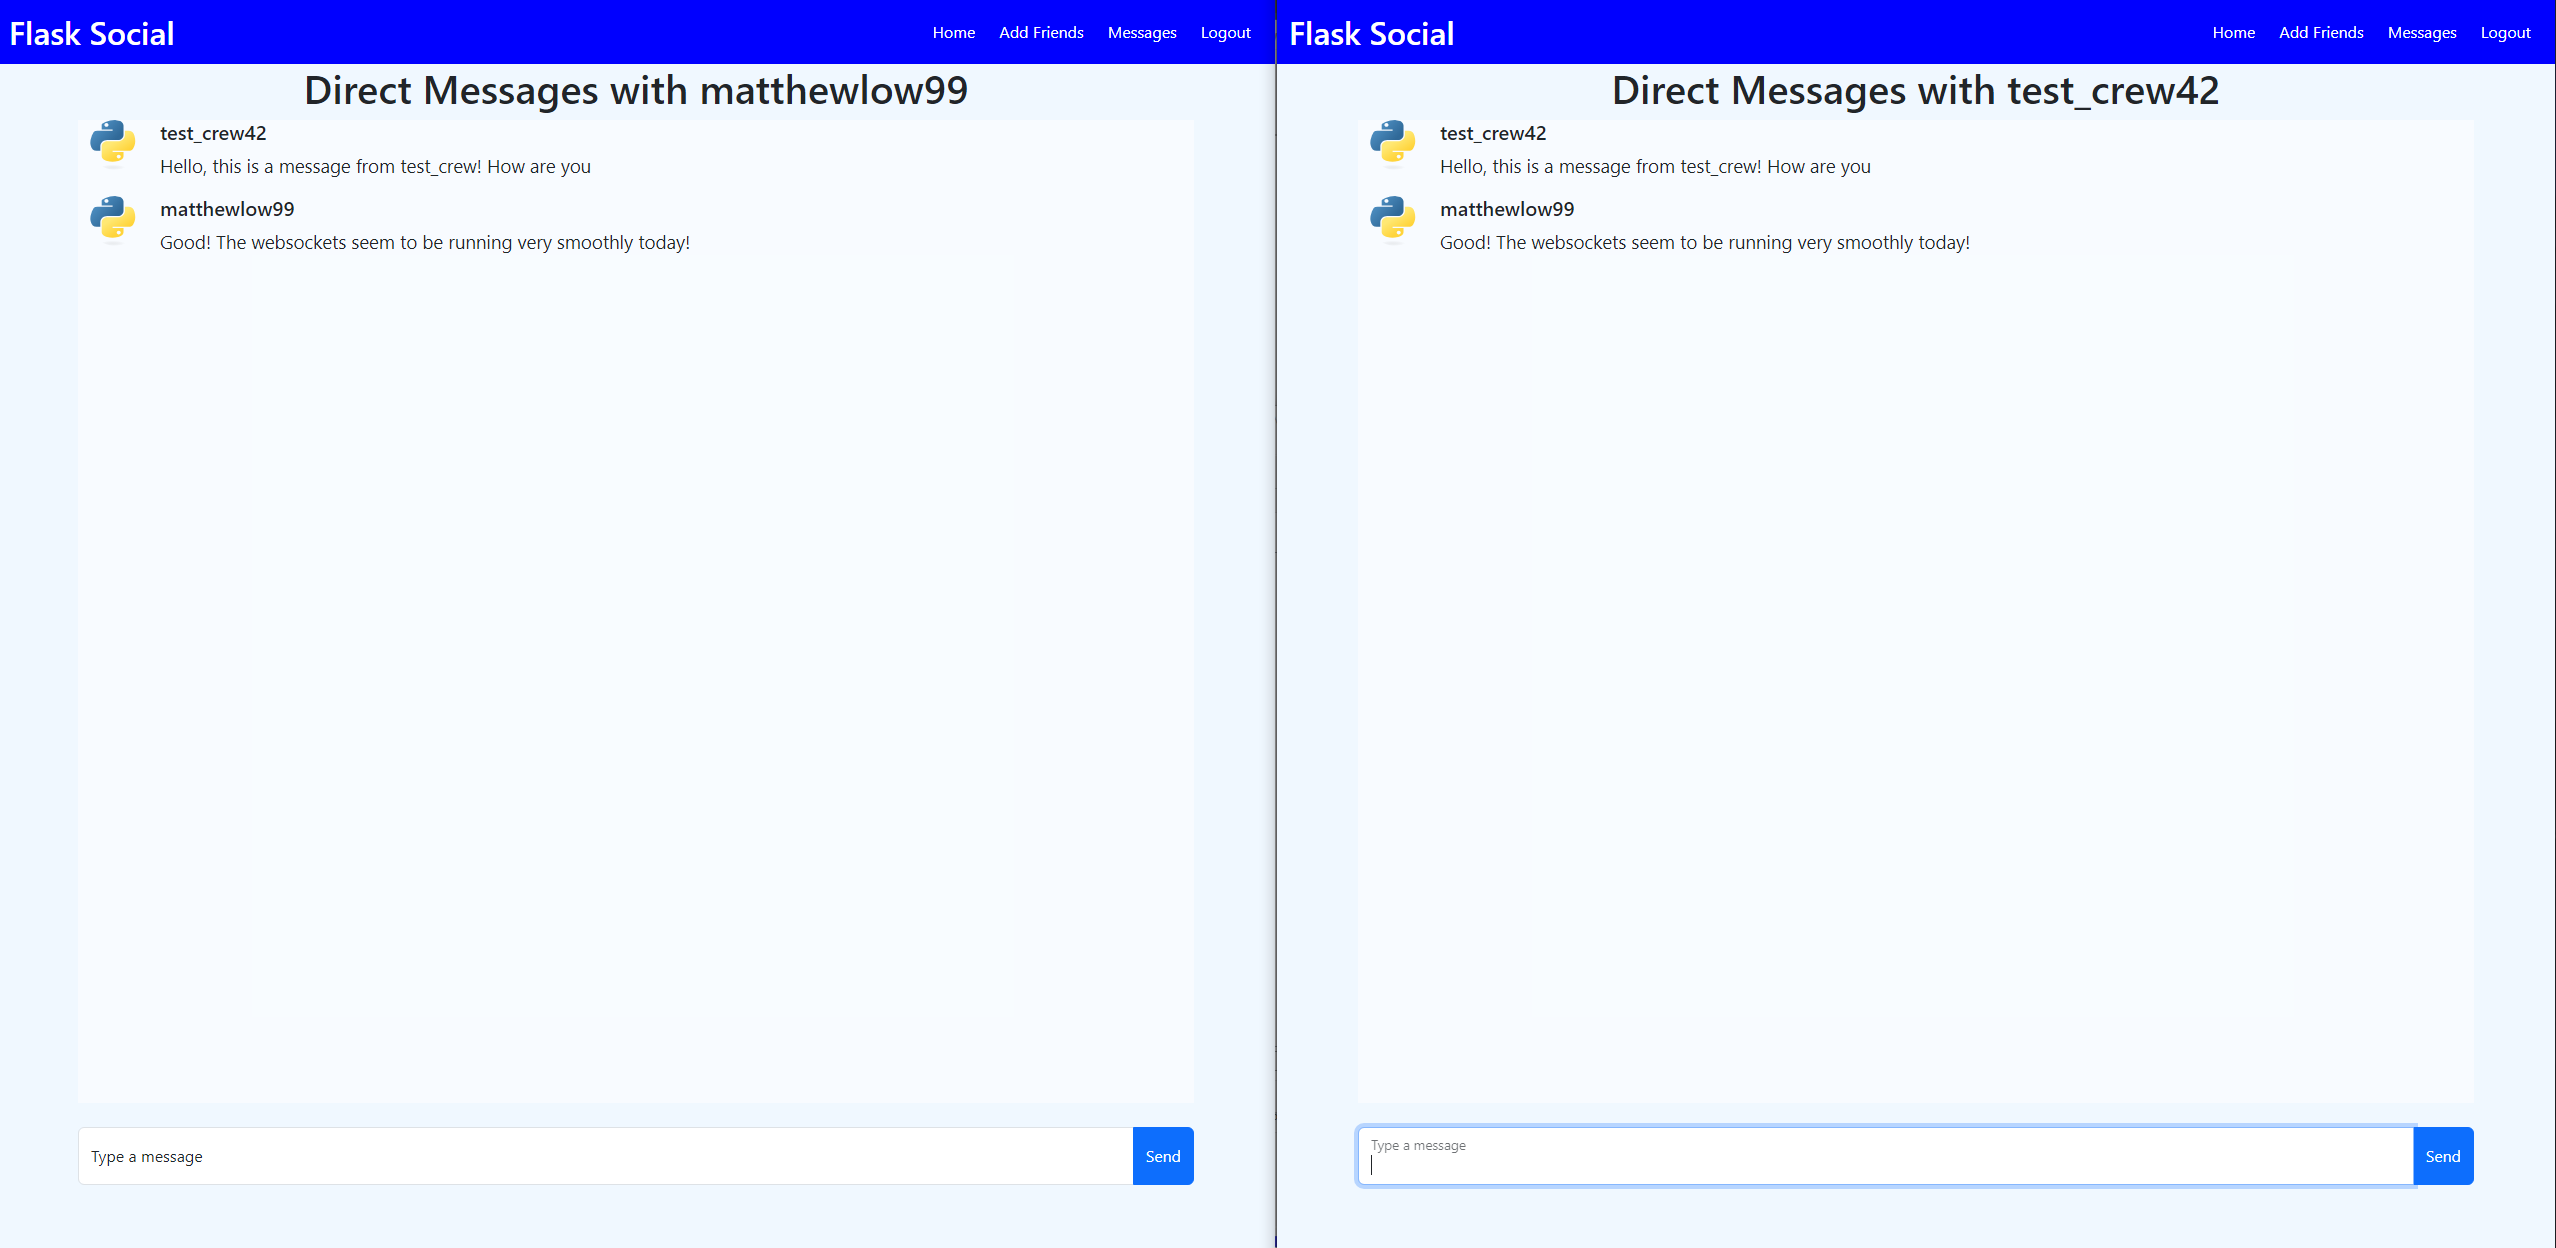 Flask Social
Home Add Friends Messages Logout
Direct Messages with matthewlow99
test_crew42
Hello, this is a message from test_crew! How are you
matthewlow99
Good! The websockets seem to be running very smoothly today!
Type a message
Send
Flask Social
Home Add Friends Messages Logout
Direct Messages with test_crew42
test_crew42
Hello, this is a message from test_crew! How are you
matthewlow99
Good! The websockets seem to be running very smoothly today!
Type a message
Send